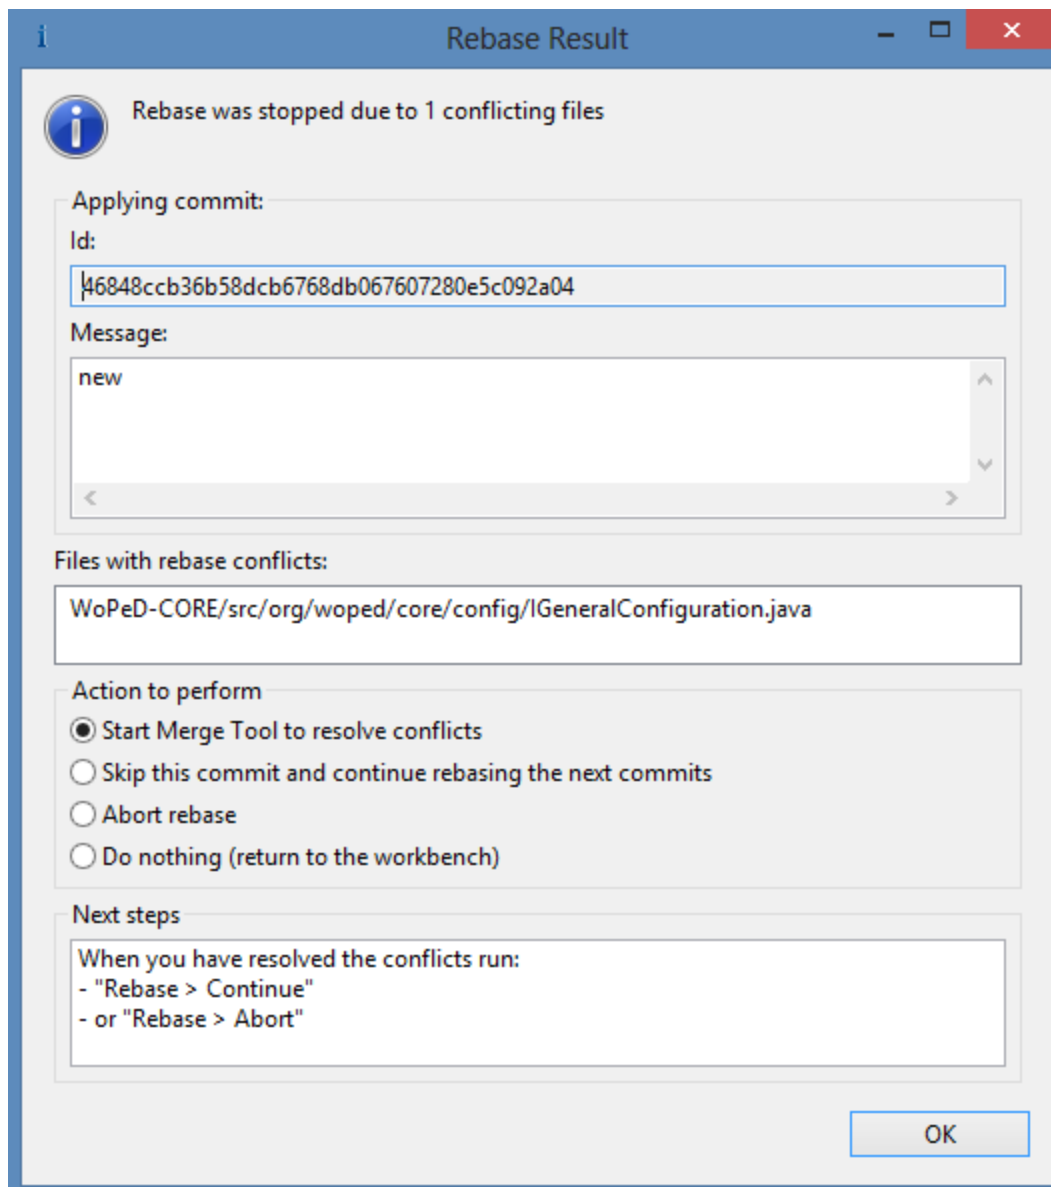 Rebase Result
Rebase was stopped due to 1 conflicting files
Applying commit:
Id:
46848ccb36b58dcb6768db067607280e5c092a04
Message:
new
Files with rebase conflicts:
WoPeD-CORE/src/org/woped/core/config/IGeneralConfiguration.java
Action to perform
Start Merge Tool to resolve conflicts
Skip this commit and continue rebasing the next commits
Abort rebase
Do nothing (return to the workbench)
Next steps
When you have resolved the conflicts run:
- "Rebase > Continue"
- or "Rebase > Abort"
OK